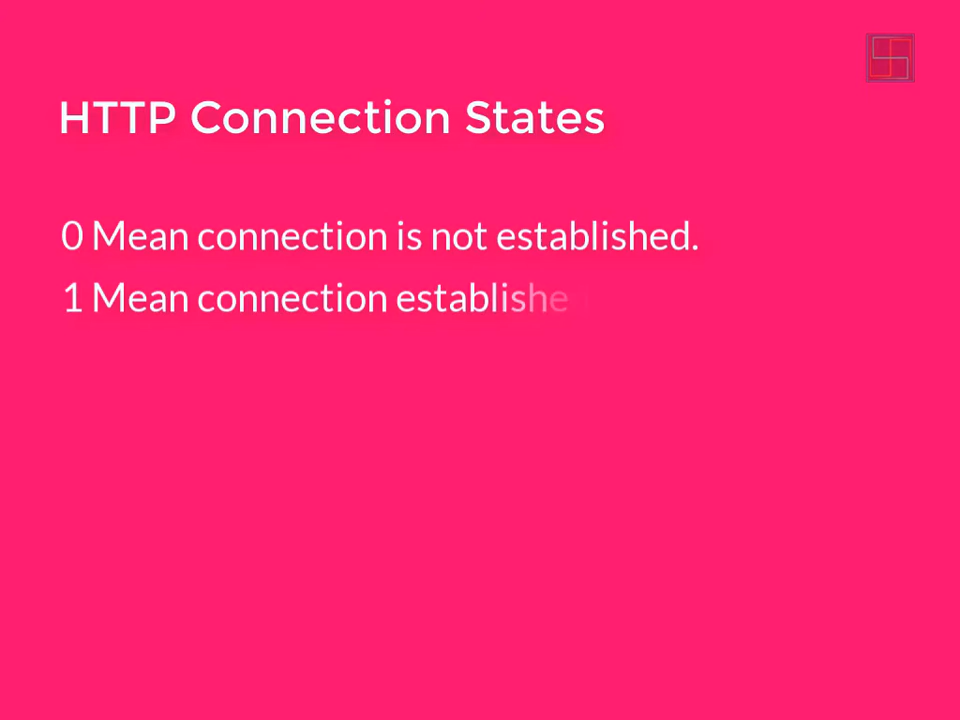 HTTP Connection States
0 Mean connection is not established.
1 Mean connection establishe